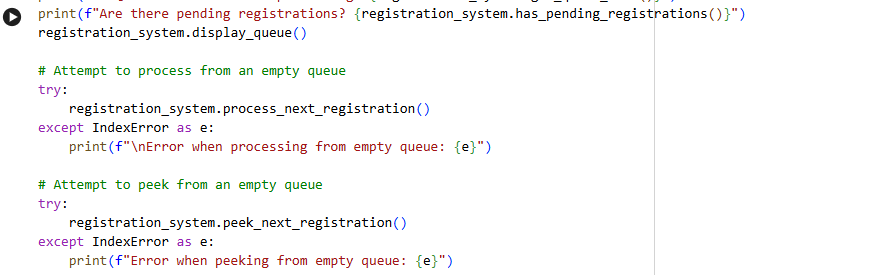 print(f"Are there pending registrations? {registration_system.has_pending_registrations()}")
registration_system.display_queue()
# Attempt to process from an empty queue
try:
    registration_system.process_next_registration()
except IndexError as e:
    print(f"\nError when processing from empty queue: {e}")
# Attempt to peek from an empty queue
try:
    registration_system.peek_next_registration()
except IndexError as e:
    print(f"Error when peeking from empty queue: {e}")